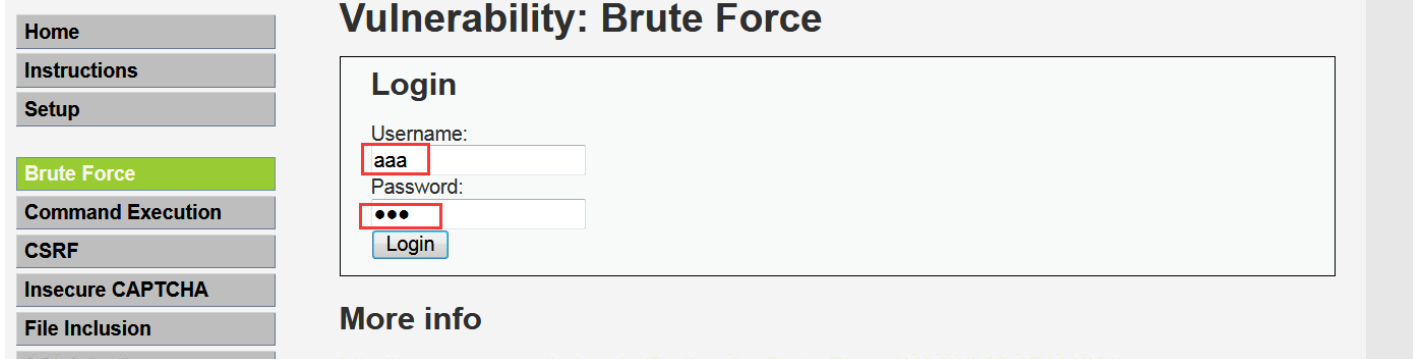 Home
Instructions
Setup
Brute Force
Command Execution
CSRF
Insecure CAPTCHA
File Inclusion
Vulnerability: Brute Force
Login
Username:
aaa
Password:
●●●
Login
More info